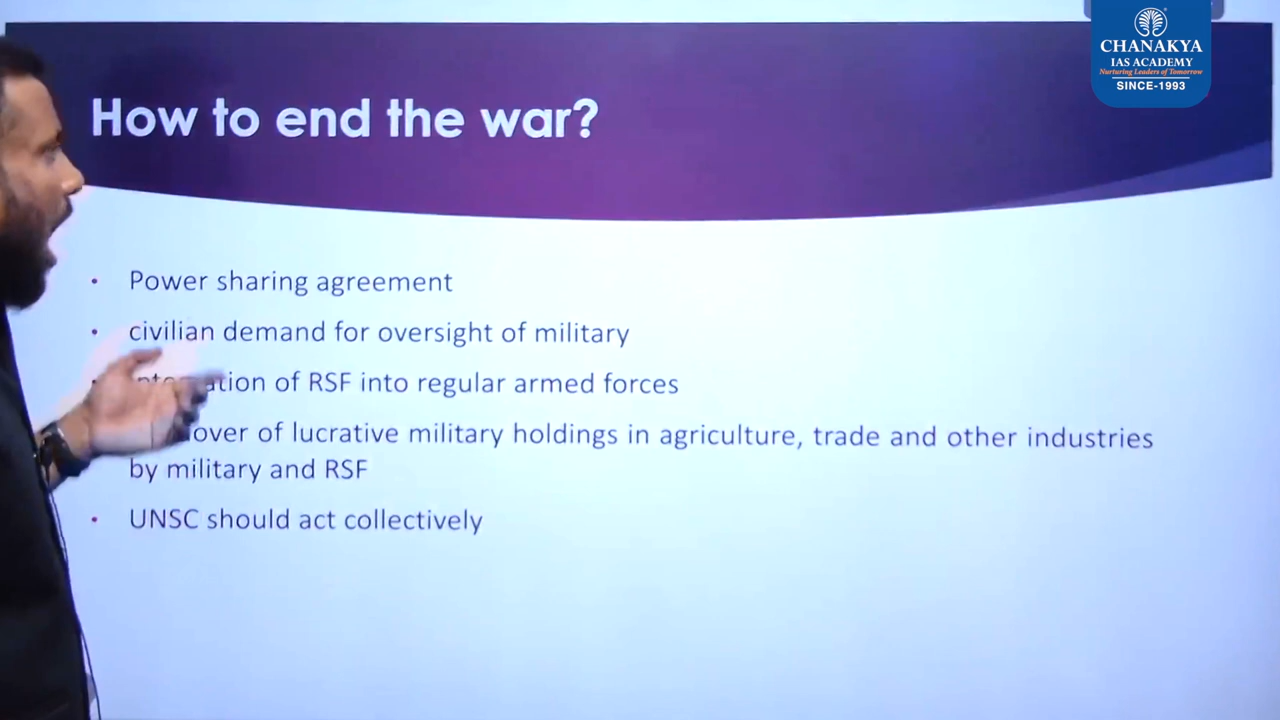 CHANAKYA
IAS ACADEMY
Nurturing Leaders of Tomorrow
SINCE-1993
How to end the war?
• Power sharing agreement
• civilian demand for oversight of military
of RSF into regular armed forces
of lucrative military holdings in agriculture, trade and other industries
by military and RSF
• UNSC should act collectively